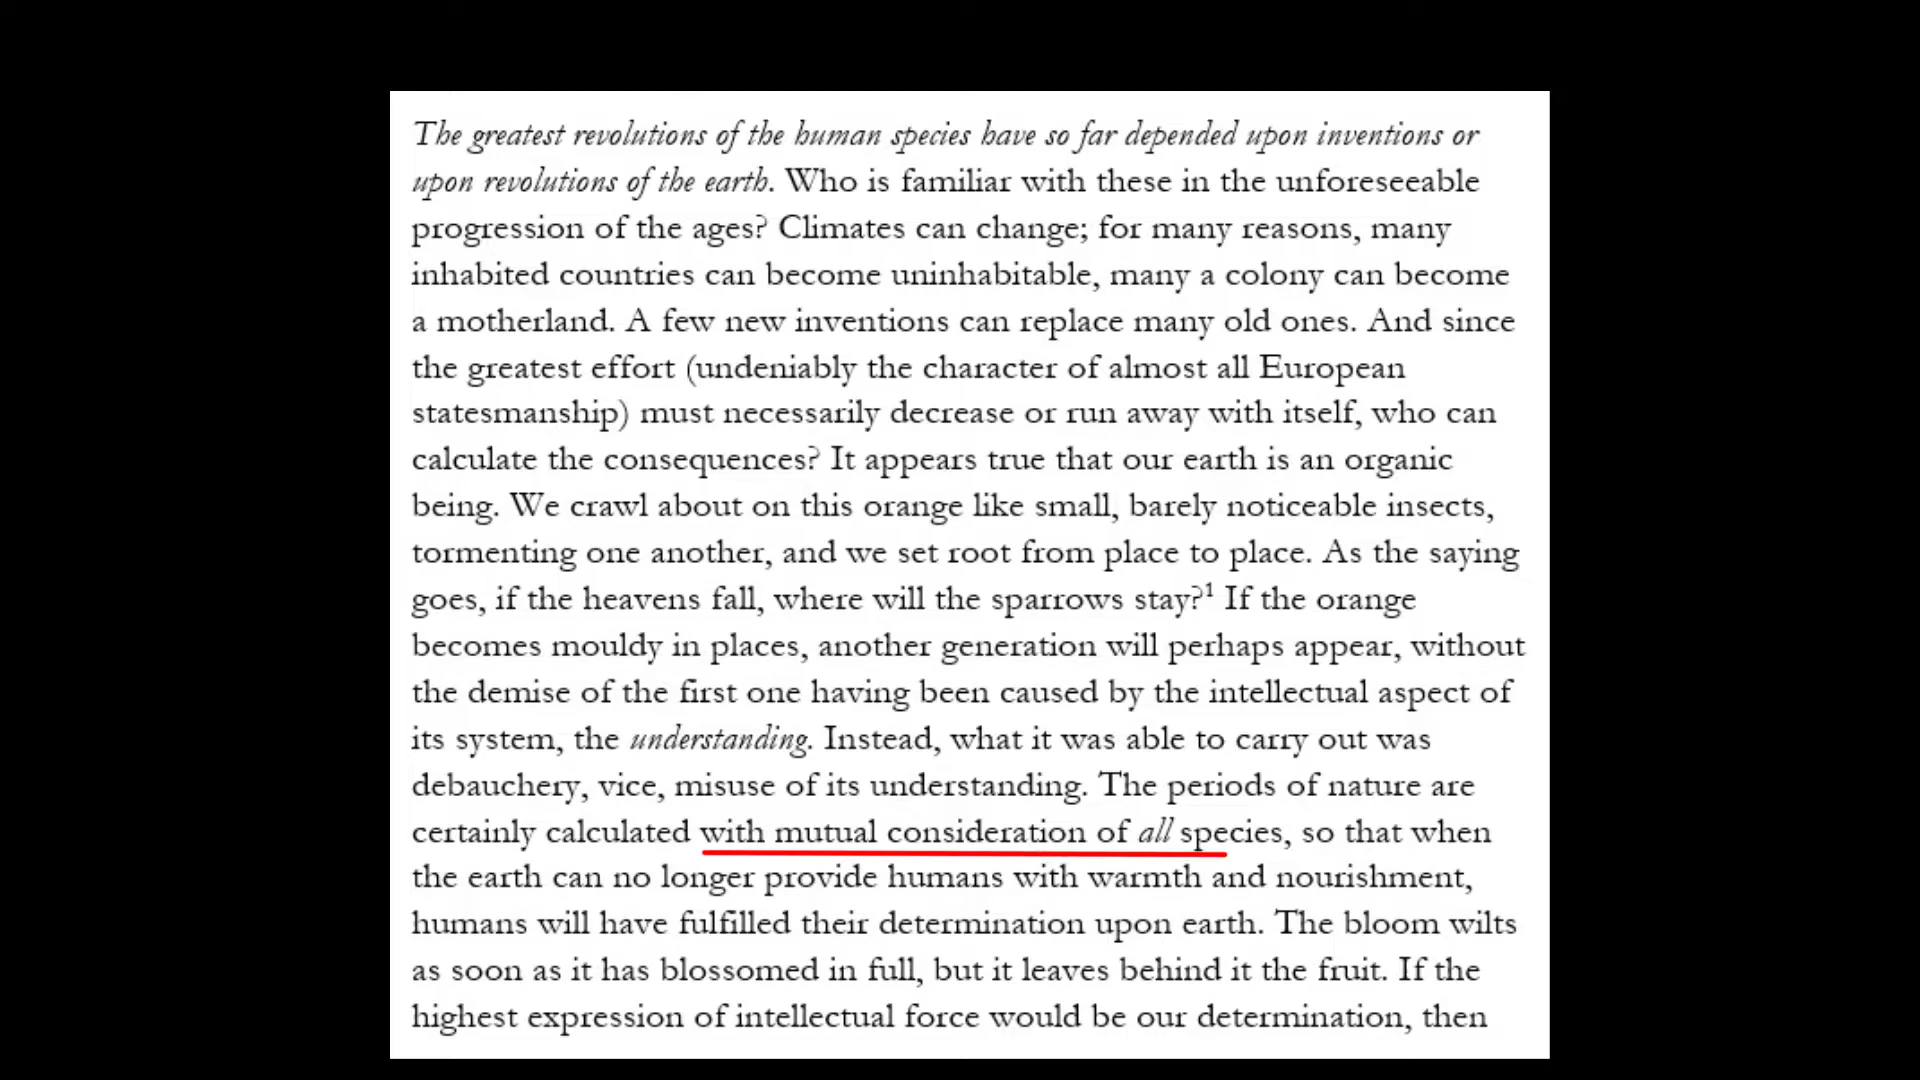 The greatest revolutions of the human species have so far depended upon inventions or
upon revolutions of the earth. Who is familiar with these in the unforeseeable
progression of the ages? Climates can change; for many reasons, many
inhabited countries can become uninhabitable, many a colony can become
a motherland. A few new inventions can replace many old ones. And since
the greatest effort (undeniably the character of almost all European
statesmanship) must necessarily decrease or run away with itself, who can
calculate the consequences? It appears true that our earth is an organic
being. We crawl about on this orange like small, barely noticeable insects,
tormenting one another, and we set root from place to place. As the saying
goes, if the heavens fall, where will the sparrows stay?¹ If the orange
becomes mouldy in places, another generation will perhaps appear, without
the demise of the first one having been caused by the intellectual aspect of
its system, the understanding. Instead, what it was able to carry out was
debauchery, vice, misuse of its understanding. The periods of nature are
certainly calculated with mutual consideration of all species, so that when
the earth can no longer provide humans with warmth and nourishment,
humans will have fulfilled their determination upon earth. The bloom wilts
as soon as it has blossomed in full, but it leaves behind it the fruit. If the
highest expression of intellectual force would be our determination, then